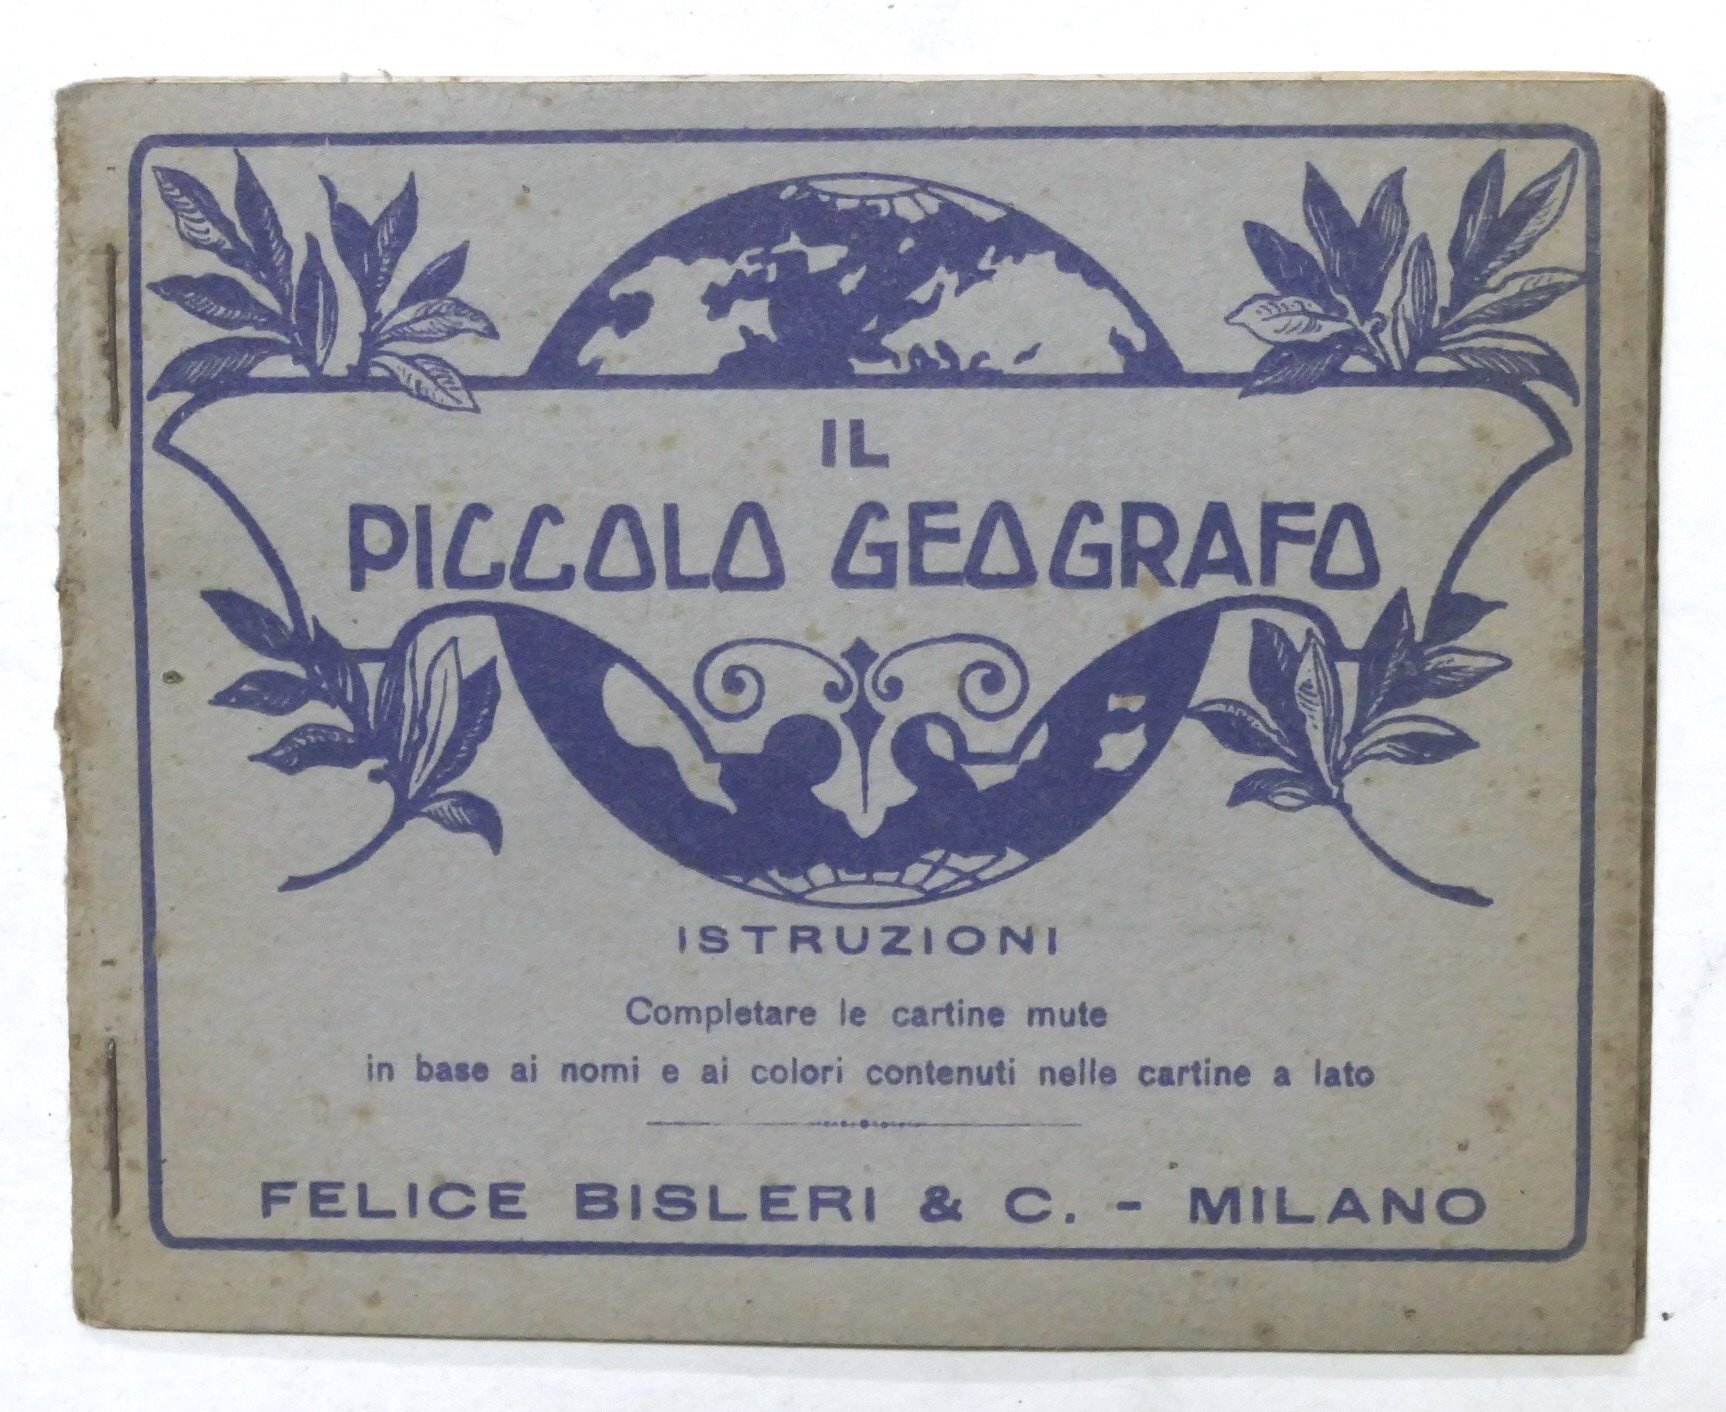 IL
PICCOLO GEOGRAFO
ISTRUZIONI
Completare le cartine mute
in base ai nomi e ai colori contenuti nelle cartine a lato
FELICE BISLERI & C. - MILANO